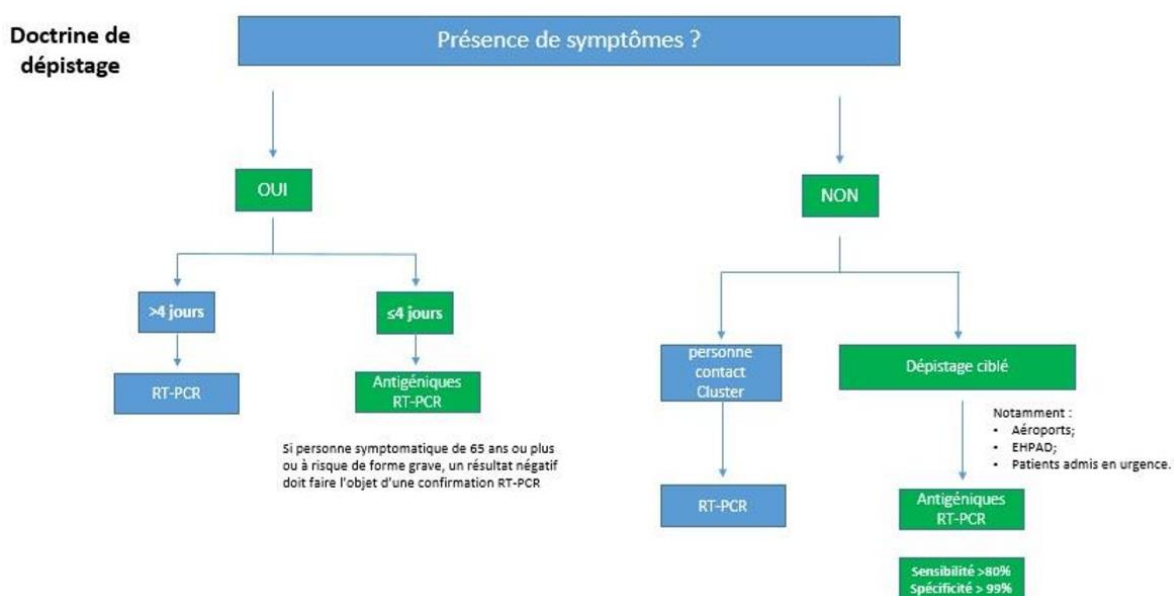 Doctrine de
dépistage
Présence de symptômes ?
OUI
NON
>4 jours
≤4 jours
personne
contact
Cluster
Dépistage ciblé
RT-PCR
Antigéniques
RT-PCR
Notamment :
• Aéroports;
• EHPAD;
• Patients admis en urgence.
Si personne symptomatique de 65 ans ou plus
ou à risque de forme grave, un résultat négatif
doit faire l'objet d'une confirmation RT-PCR
RT-PCR
Antigéniques
RT-PCR
Sensibilité >80%
Spécificité > 99%